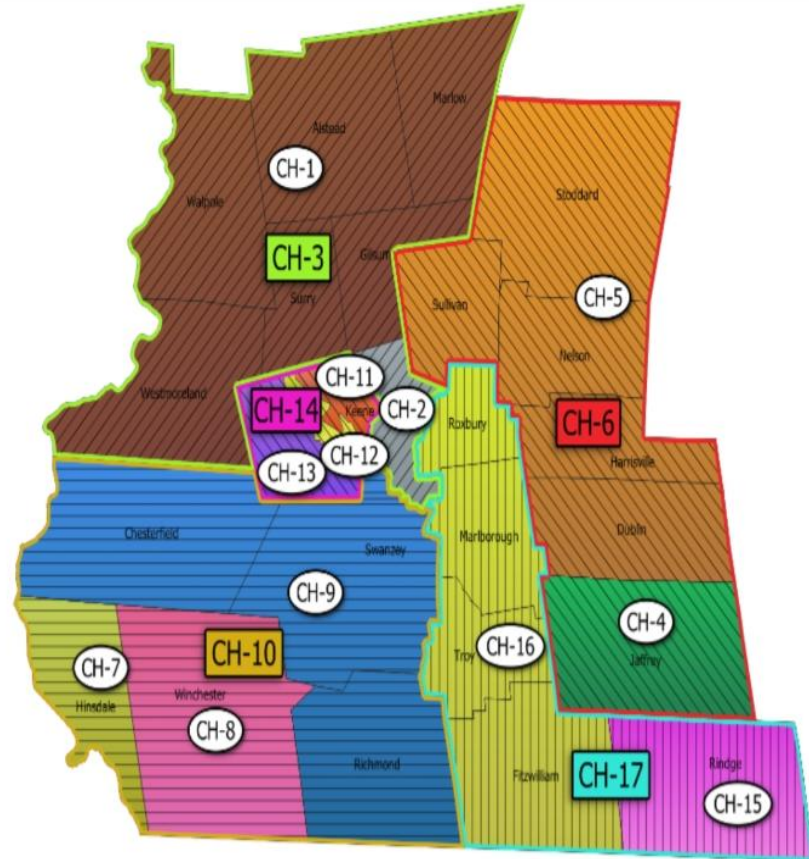 Marlow
Alstead
CH-1
Stoddard
Walpole
CH-3
Gilsum
Surry
CH-5
Sullivan
Nelson
CH-11
Westmoreland
CH-14
Keene
CH-2
CH-6
Roxbury
CH-12
CH-13
Harrisville
Dublin
Chesterfield
Marlborough
Swanzey
CH-9
CH-4
CH-16
CH-10
Jaffrey
Troy
CH-7
Winchester
Hinsdale
CH-8
Richmond
Rindge
Fitzwilliam
CH-17
CH-15